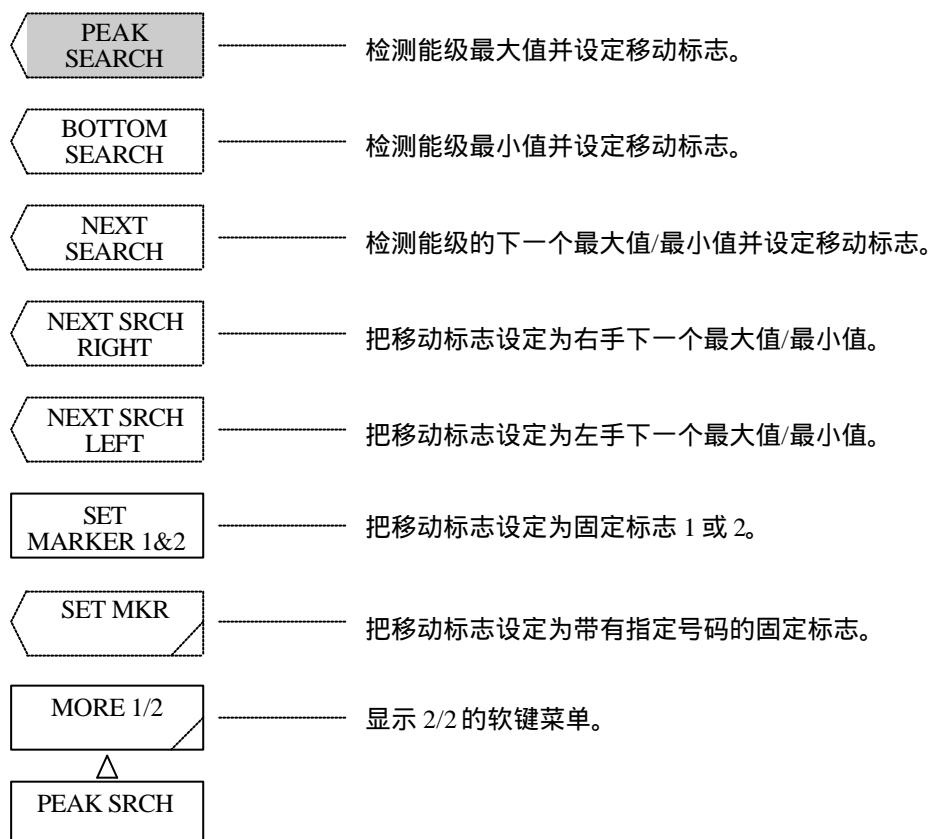 PEAK
SEARCH
检测能级最大值并设定移动标志。
BOTTOM
SEARCH
检测能级最小值并设定移动标志。
NEXT
SEARCH
检测能级的下一个最大值/最小值并设定移动标志。
NEXT SRCH
RIGHT
把移动标志设定为右手下一个最大值/最小值。
NEXT SRCH
LEFT
把移动标志设定为左手下一个最大值/最小值。
SET
MARKER 1&2
把移动标志设定为固定标志 1 或 2。
SET MKR
把移动标志设定为带有指定号码的固定标志。
MORE 1/2
显示 2/2 的软键菜单。
PEAK SRCH